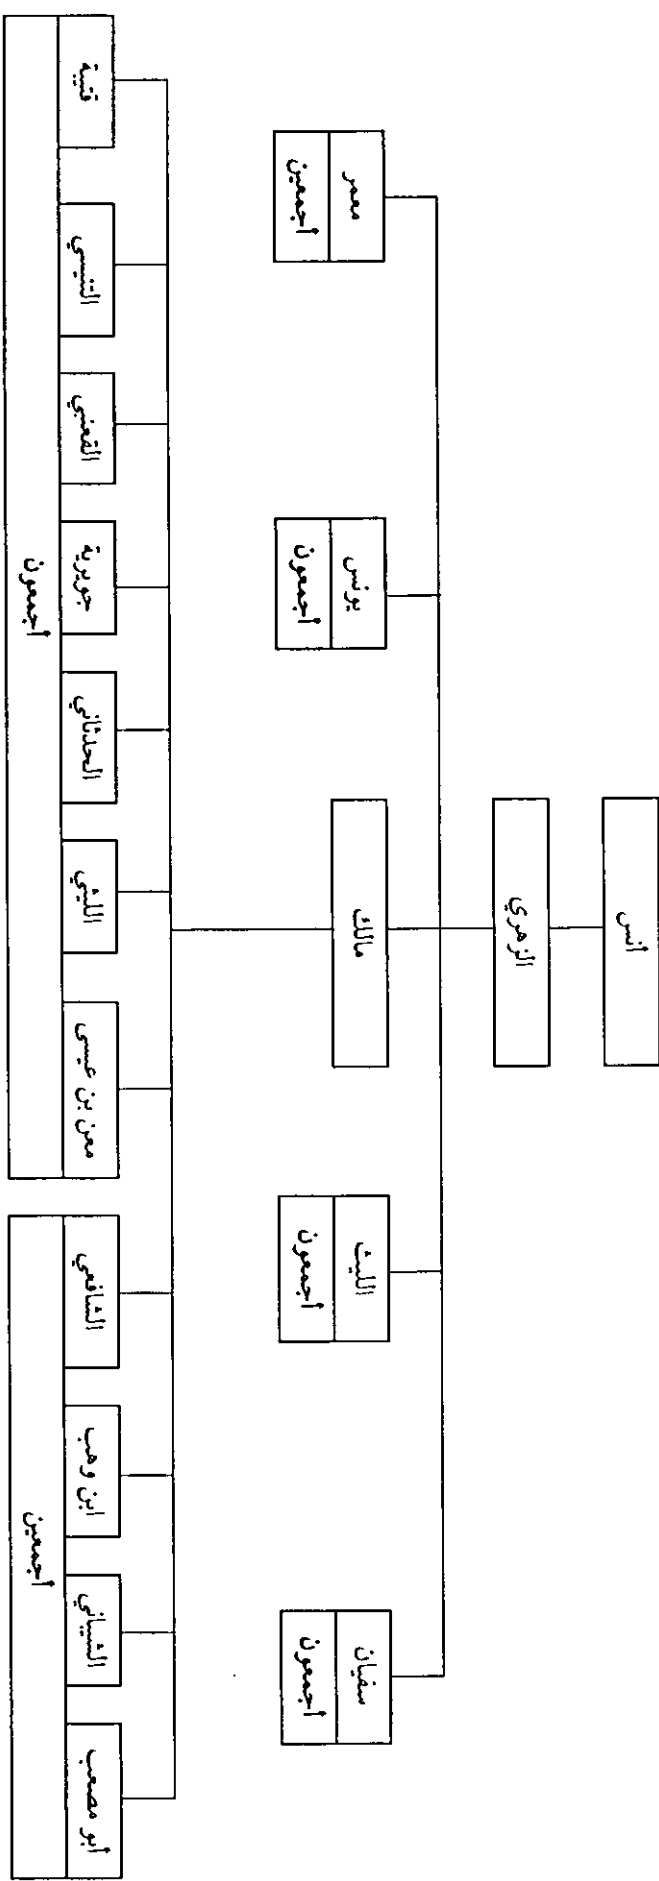 أنس
الزهري
سفيان الليث مالك يونس معمر
أجمعون أجمعون أجمعون أجمعين
أبو مصعب الشيباني ابن وهب الشافعي معن بن عيسى الليثي الحدثاني جويرية القعنبي التنيسي قتيبة
أجمعين أجمعون